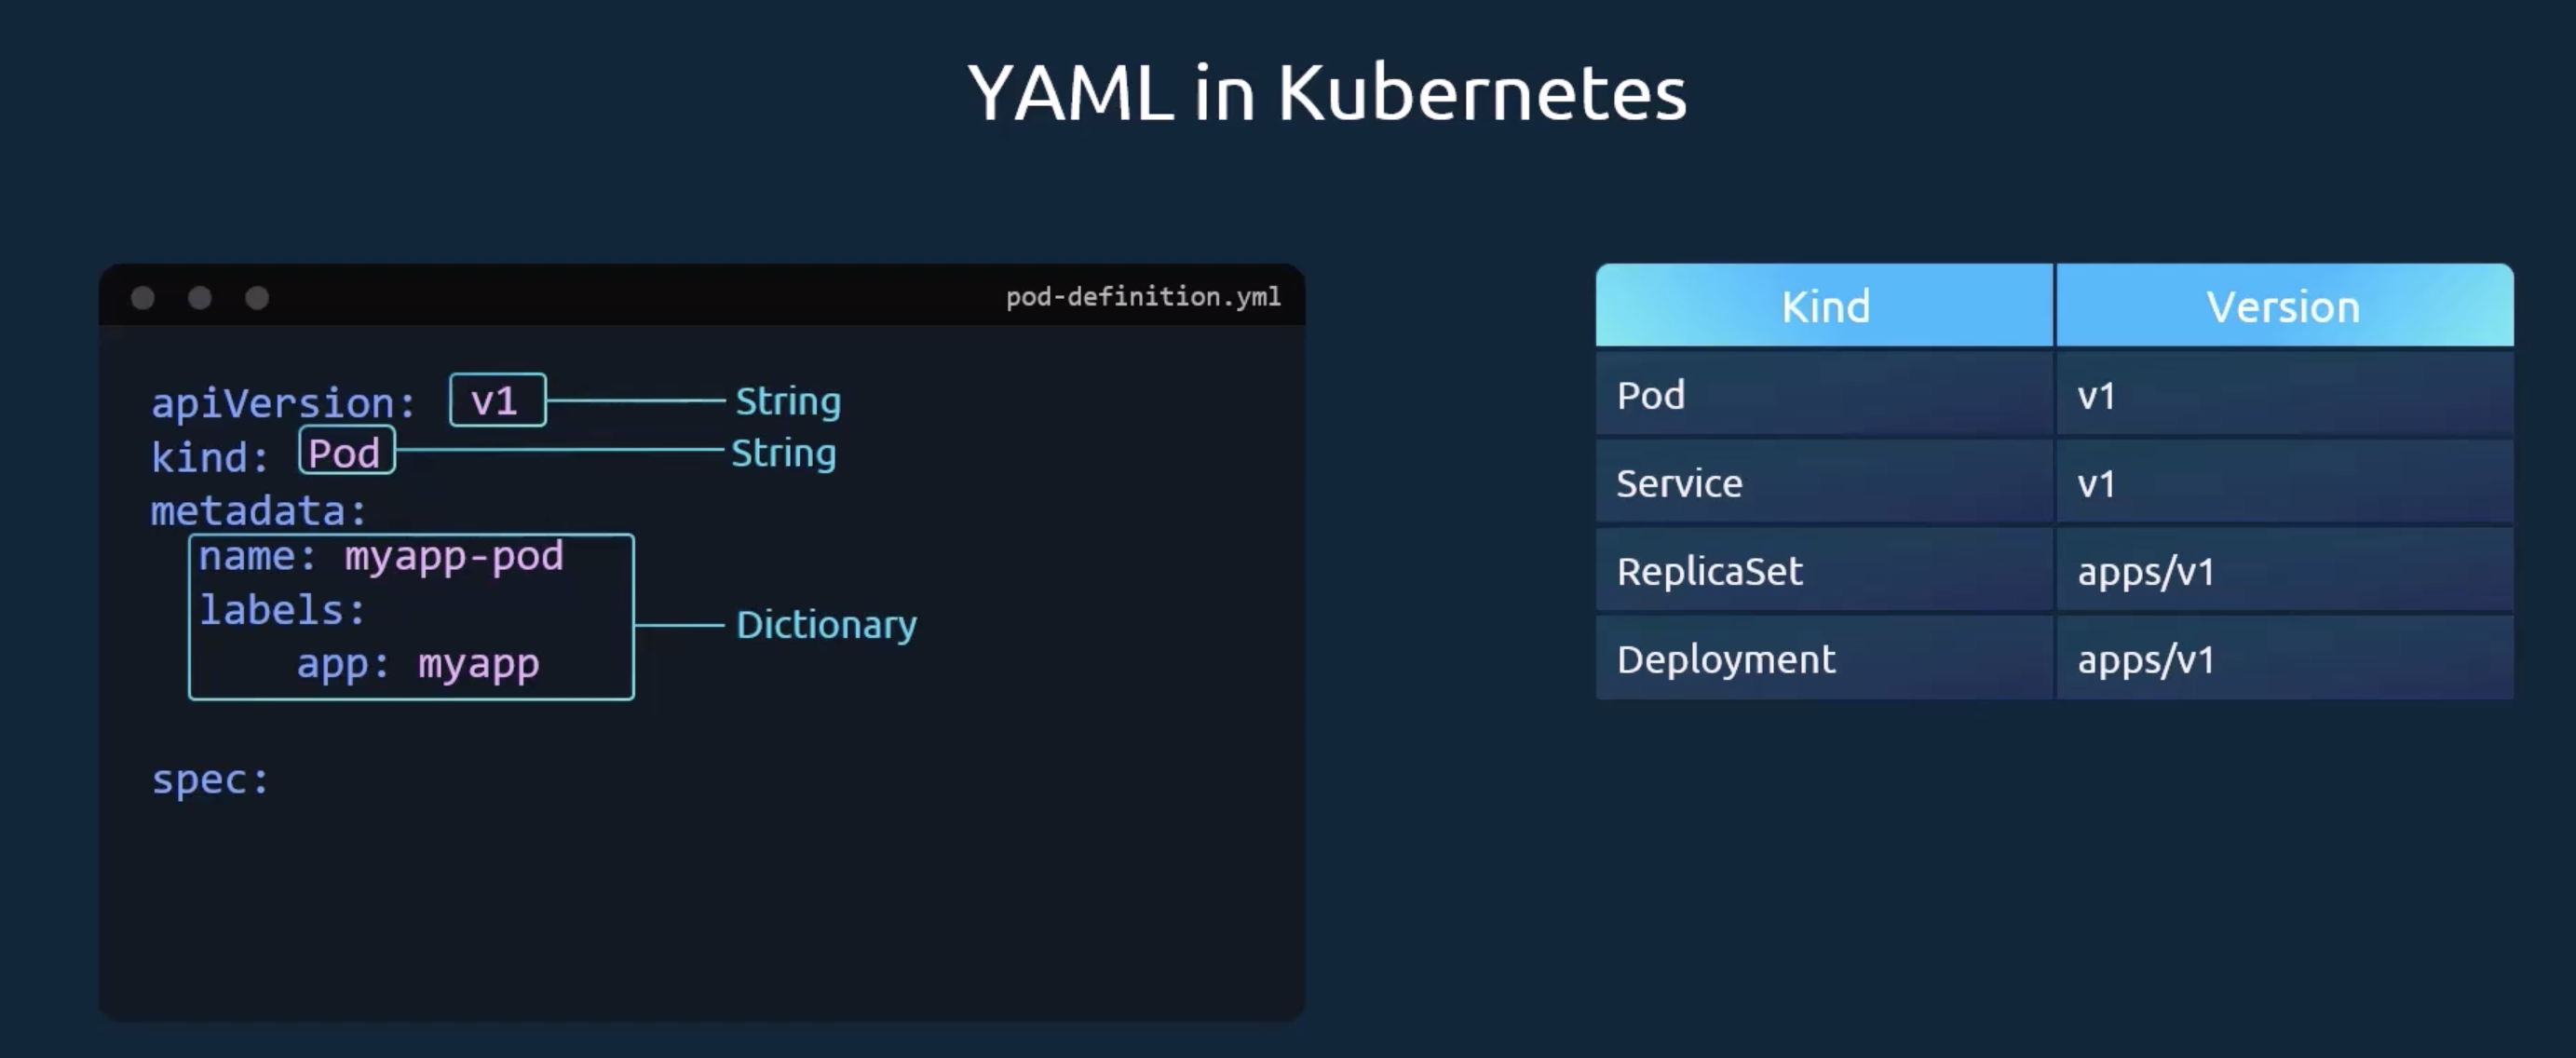 YAML in Kubernetes
pod-definition.yml
apiVersion: v1 String
kind: Pod String
metadata:
name: myapp-pod
labels:
Dictionary
app: myapp
spec:
Kind Version
Pod v1
Service v1
ReplicaSet apps/v1
Deployment apps/v1